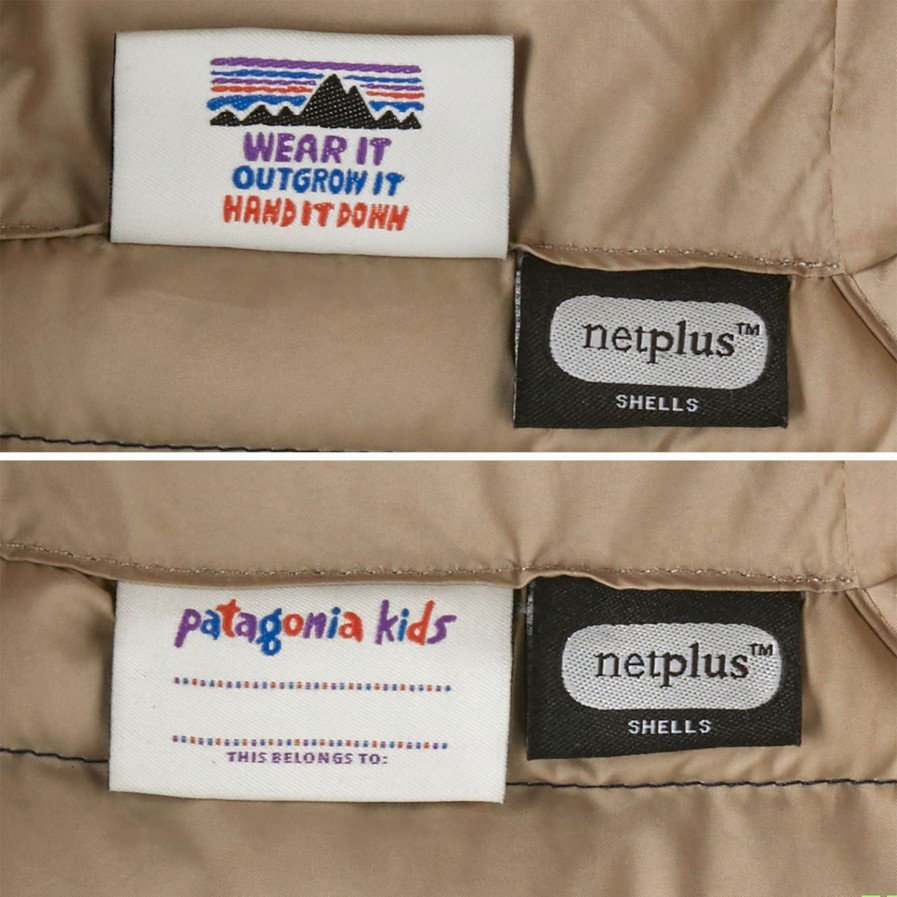 WEAR IT
OUTGROW IT
HAND IT DOWN
netplus™
SHELLS
patagonia kids
THIS BELONGS TO:
netplus™
SHELLS